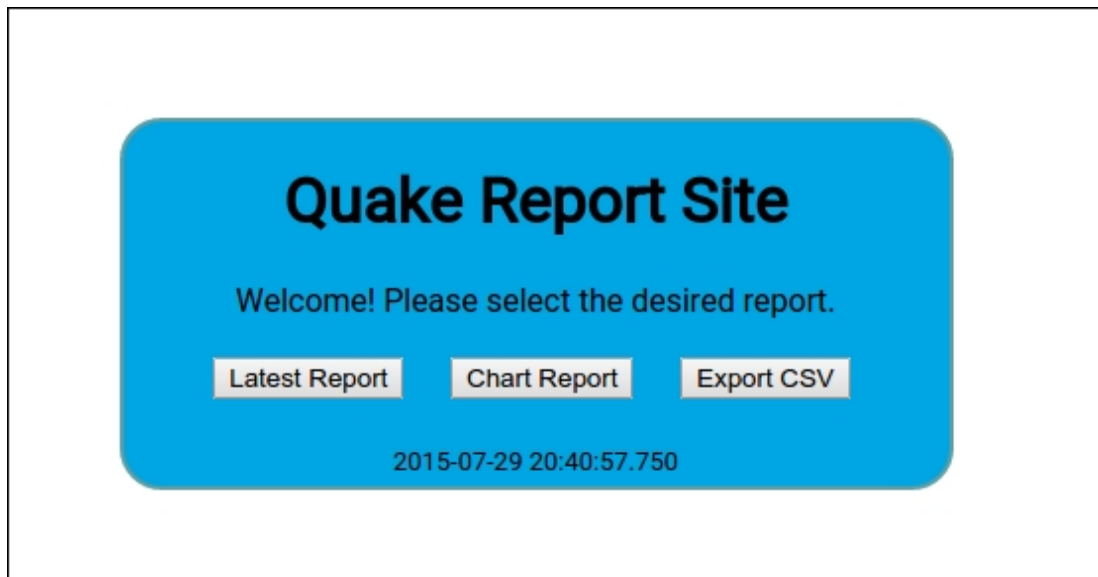 Quake Report Site
Welcome! Please select the desired report.
Latest Report Chart Report Export CSV
2015-07-29 20:40:57.750